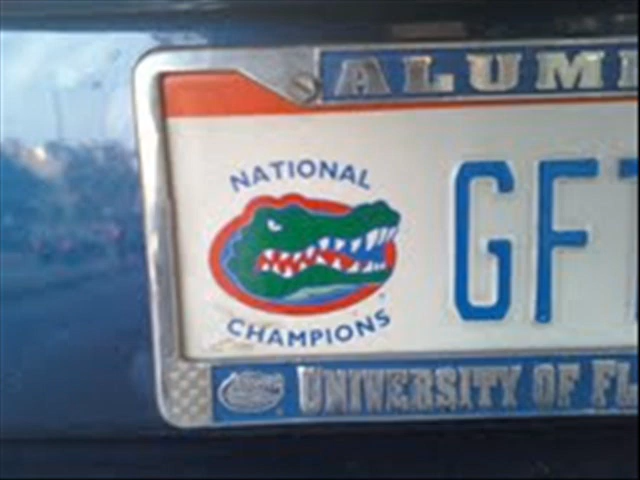 ALUM
NATIONAL
GF
CHAMPIONS
UNIVERSITY OF FL